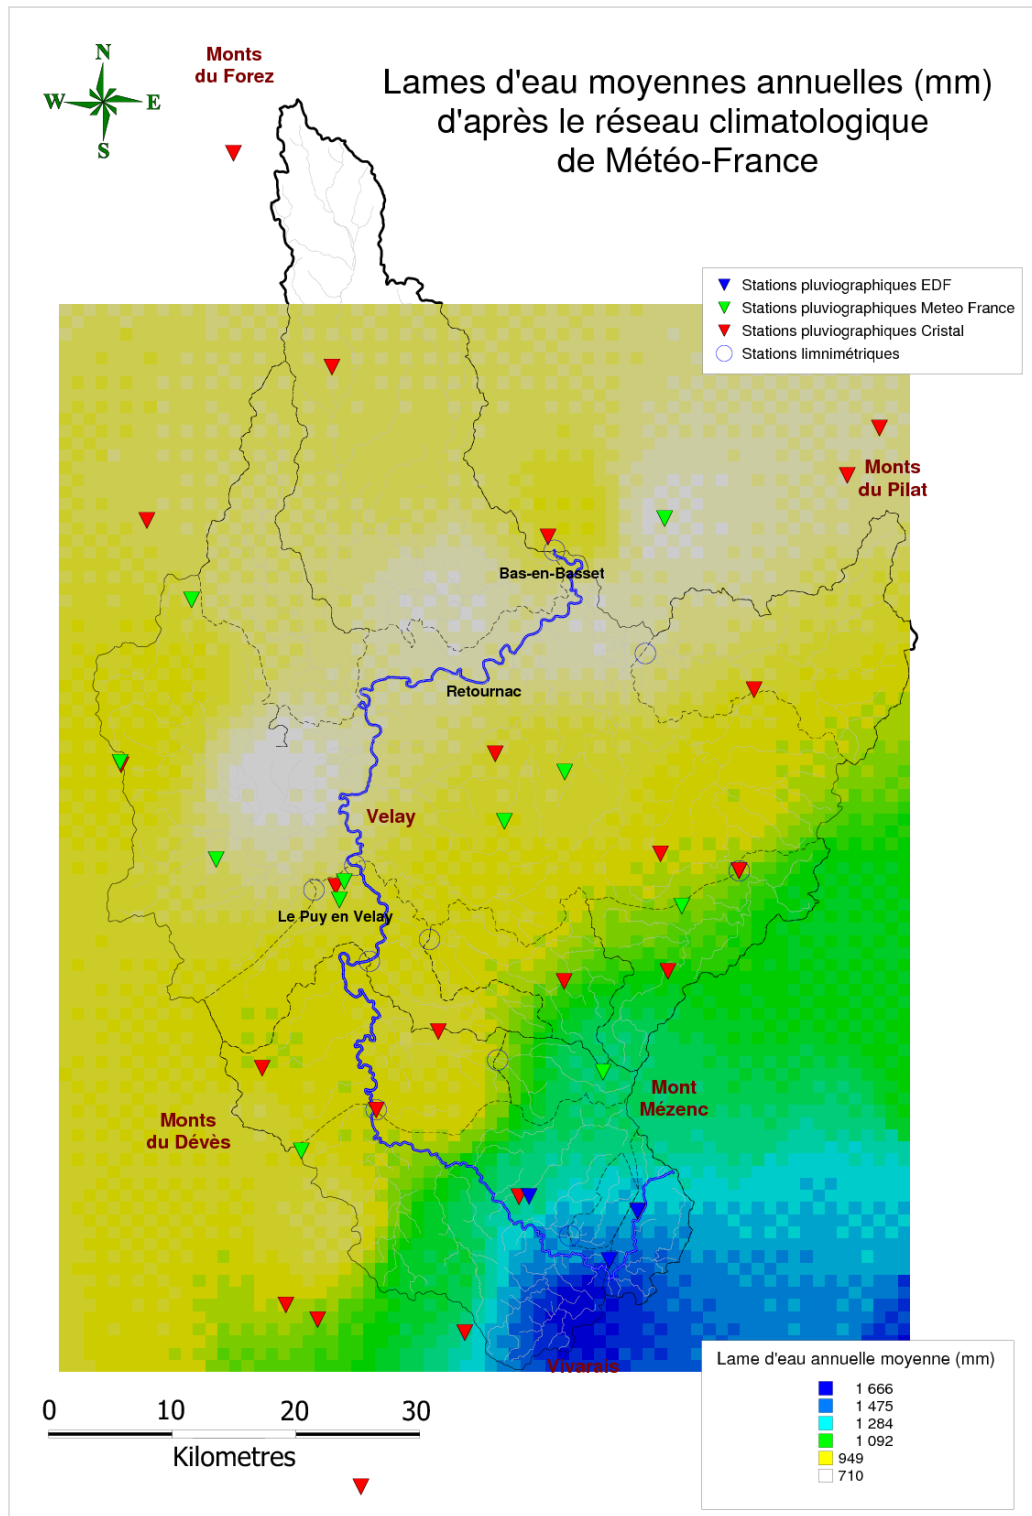 N
W
E
S
Monts
du Forez
Lames d'eau moyennes annuelles (mm)
d'après le réseau climatologique
de Météo-France
Stations pluviographiques EDF
Stations pluviographiques Meteo France
Stations pluviographiques Cristal
Stations limnimétriques
Monts
du Pilat
Bas-en-Basset
Retournac
Velay
Le Puy en Velay
Mont
Mézenc
Monts
du Dévès
Vivarais
Lame d'eau annuelle moyenne (mm)
1 666
1 475
1 284
1 092
949
710
0 10 20 30
Kilometres